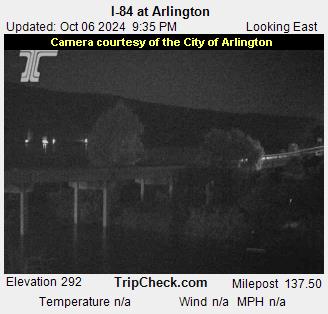 I-84 at Arlington
Updated: Oct 06 2024 9:35 PM Looking East
Camera courtesy of the City of Arlington
Elevation 292 TripCheck.com Milepost 137.50
Temperature n/a Wind n/a MPH n/a